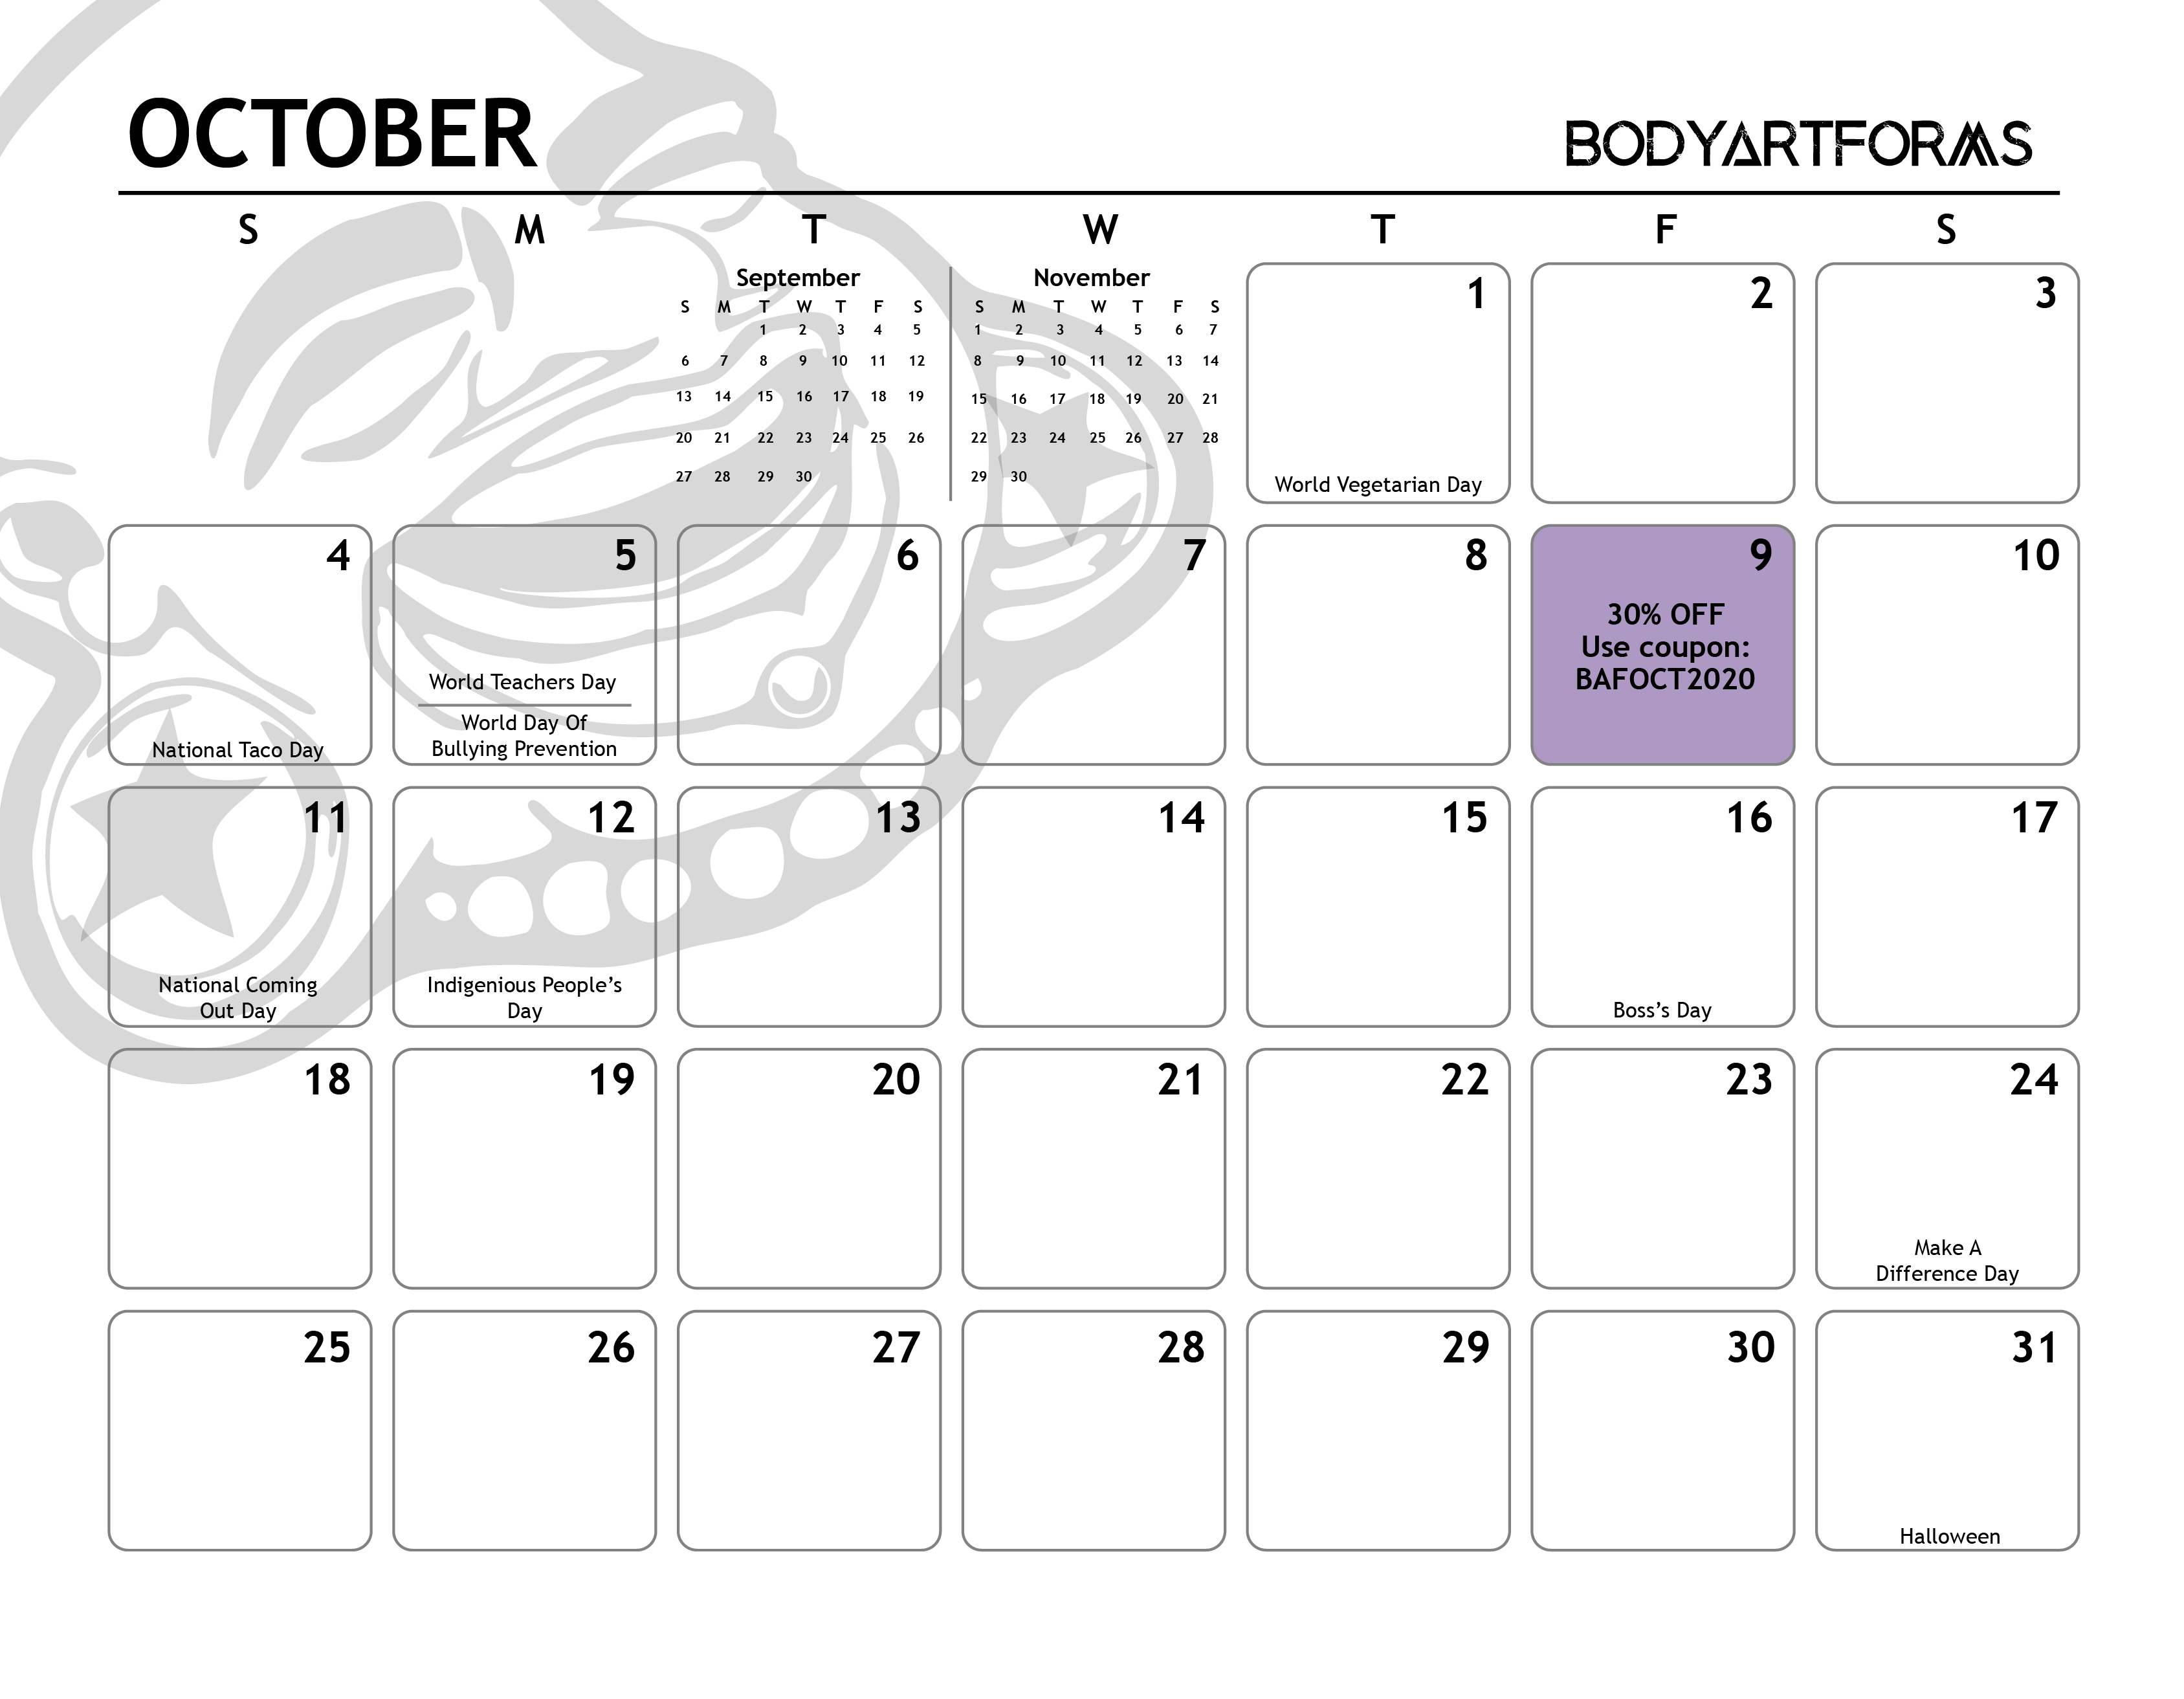 OCTOBER
BODYARTFORMS
S M T W T F S
September
S M T W T F S
1 2 3 4 5
6 7 8 9 10 11 12
13 14 15 16 17 18 19
20 21 22 23 24 25 26
27 28 29 30
November
S M T W T F S
1 2 3 4 5 6 7
8 9 10 11 12 13 14
15 16 17 18 19 20 21
22 23 24 25 26 27 28
29 30
1 2 3
World Vegetarian Day
4 5 6 7 8 9 10
30% OFF
Use coupon:
BAFOCT2020
World Teachers Day
World Day Of
Bullying Prevention
National Taco Day
11 12 13 14 15 16 17
National Coming
Out Day
Indigenious People’s
Day
Boss’s Day
18 19 20 21 22 23 24
Make A
Difference Day
25 26 27 28 29 30 31
Halloween